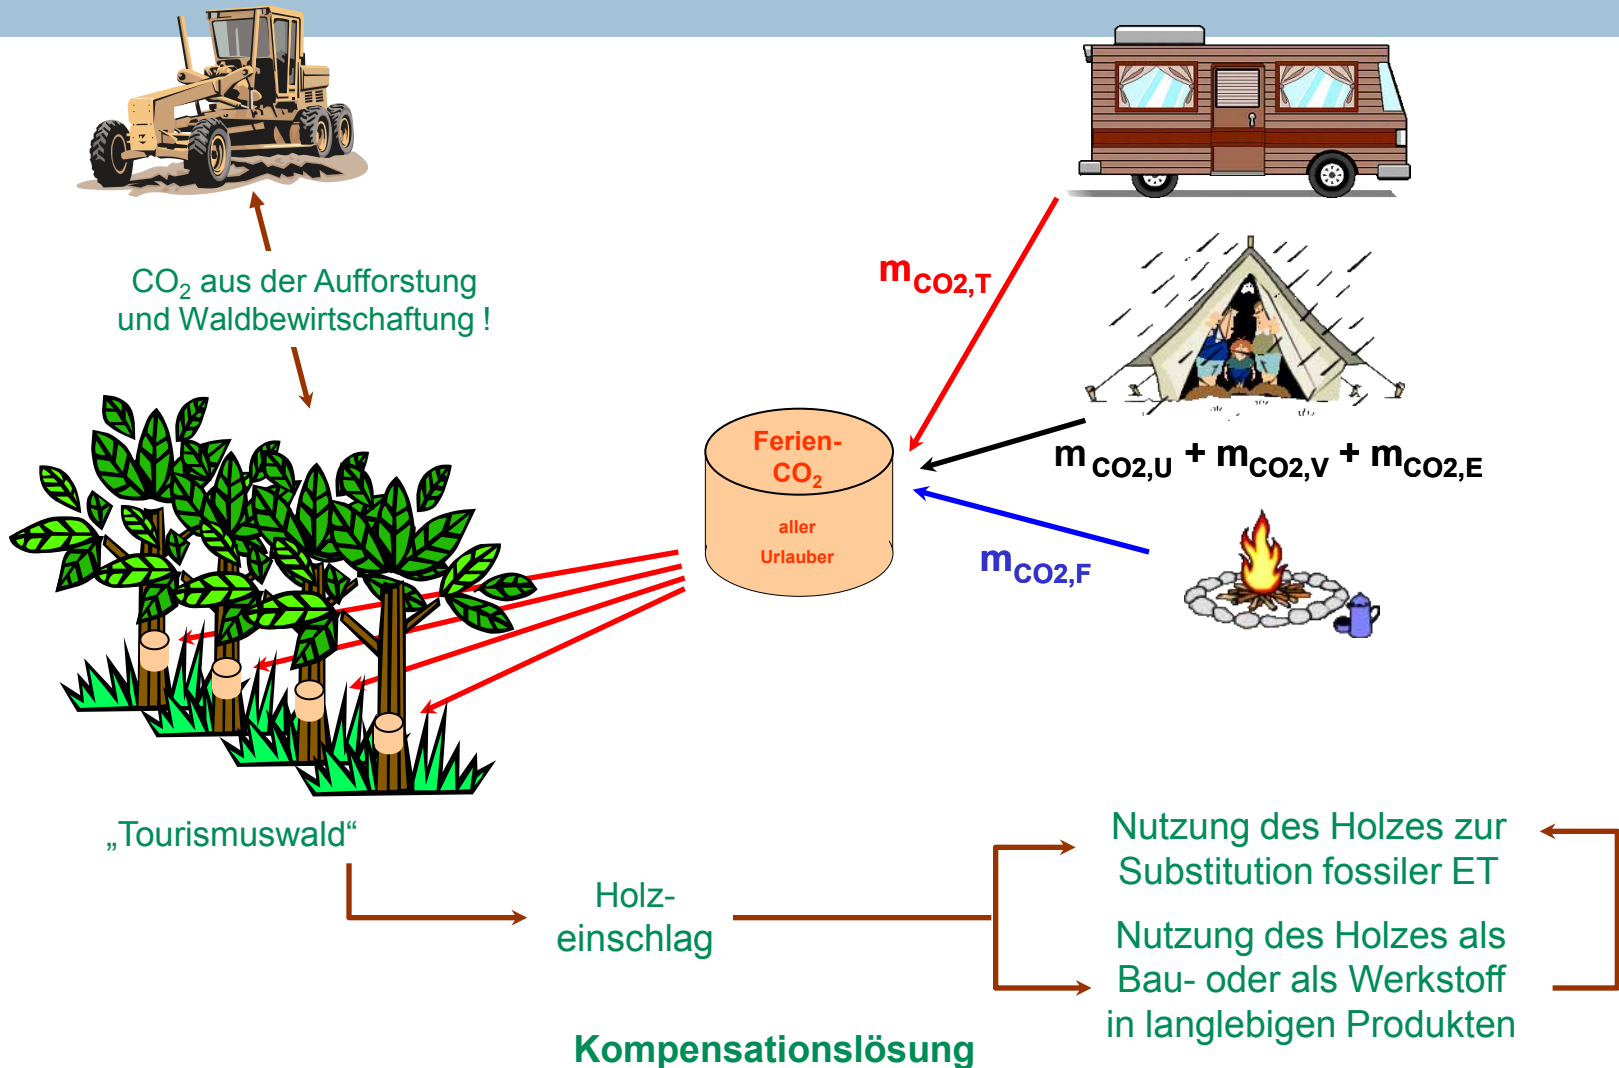 CO2 aus der Aufforstung
und Waldbewirtschaftung !
mCO2,T
Ferien-
CO2
aller
Urlauber
m CO2,U + mCO2,V + mCO2,E
mCO2,F
„Tourismuswald“
Holz-
einschlag
Nutzung des Holzes zur
Substitution fossiler ET
Nutzung des Holzes als
Bau- oder als Werkstoff
in langlebigen Produkten
Kompensationslösung